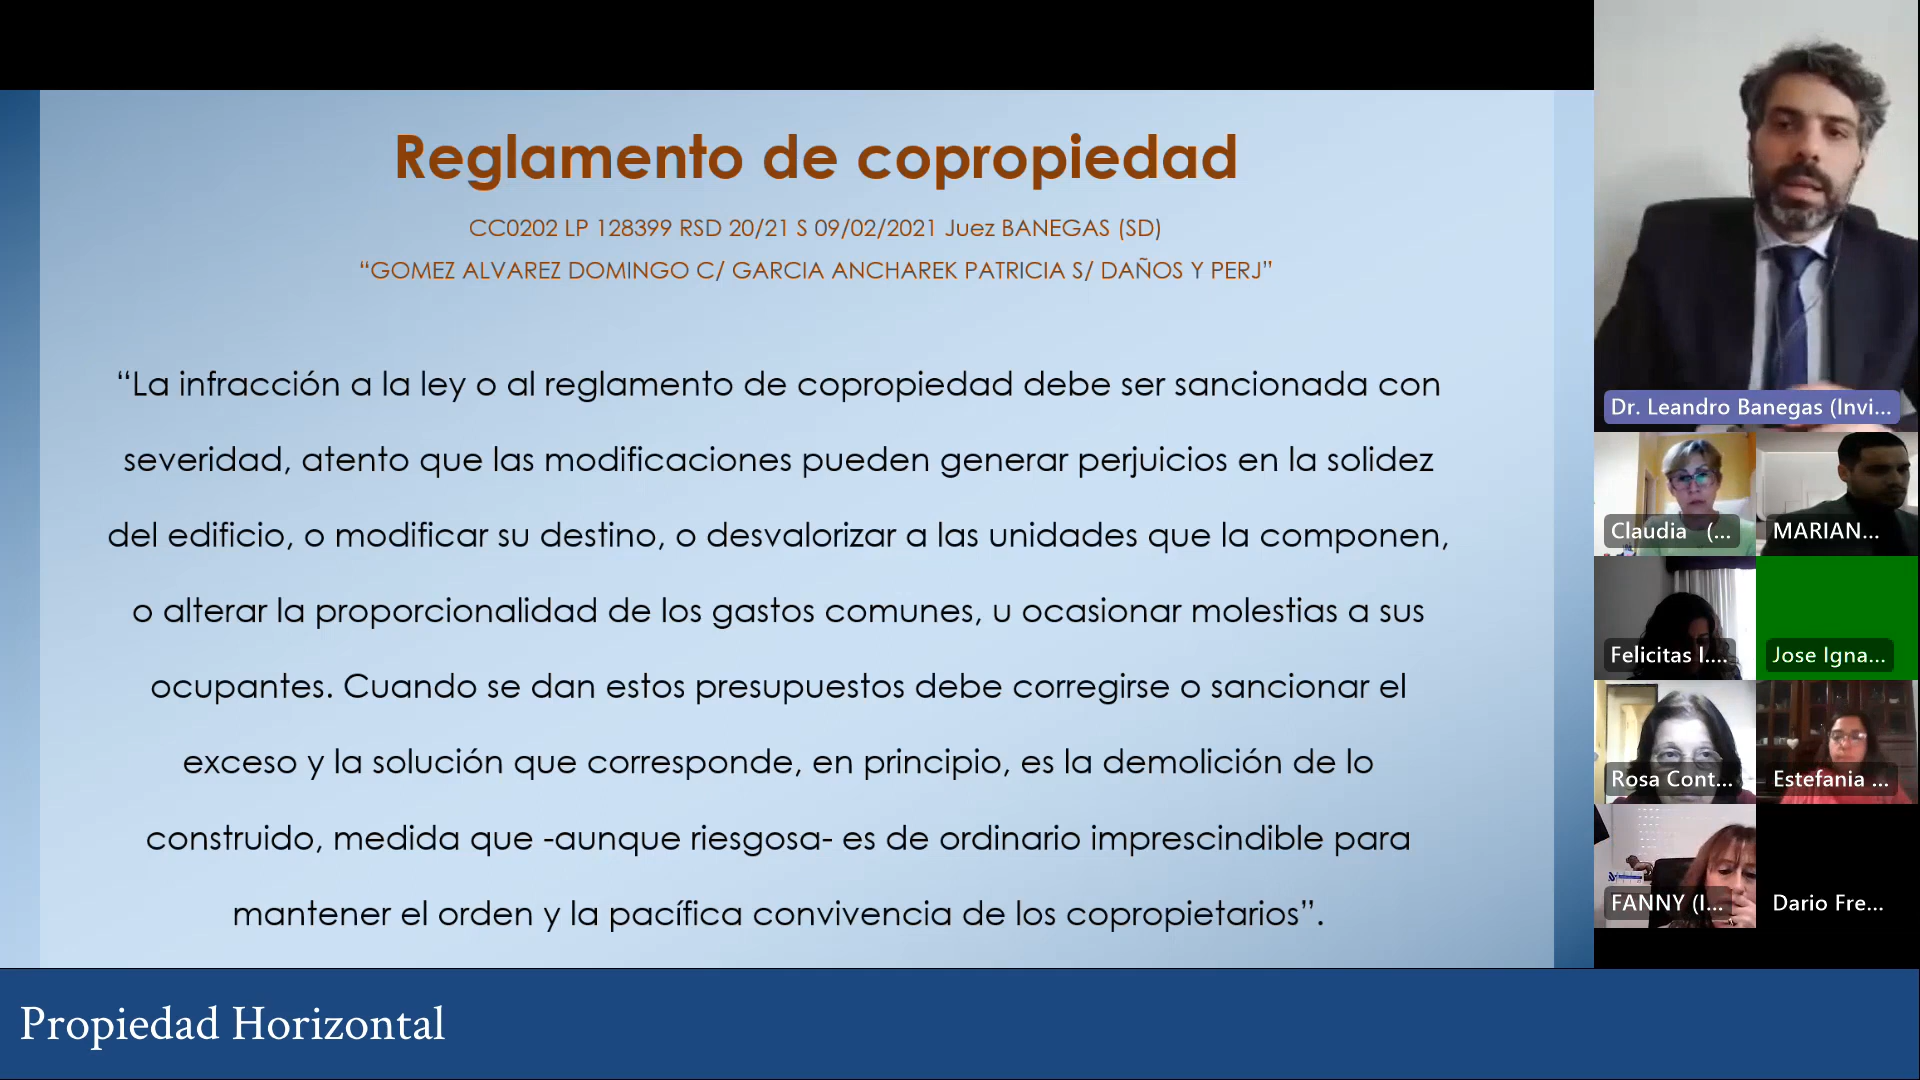 Reglamento de copropiedad
CC0202 LP 128399 RSD 20/21 S 09/02/2021 Juez BANEGAS (SD)
“GOMEZ ALVAREZ DOMINGO C/ GARCIA ANCHAREK PATRICIA S/ DAÑOS Y PERJ”
“La infracción a la ley o al reglamento de copropiedad debe ser sancionada con
severidad, atento que las modificaciones pueden generar perjuicios en la solidez
del edificio, o modificar su destino, o desvalorizar a las unidades que la componen,
o alterar la proporcionalidad de los gastos comunes, u ocasionar molestias a sus
ocupantes. Cuando se dan estos presupuestos debe corregirse o sancionar el
exceso y la solución que corresponde, en principio, es la demolición de lo
construido, medida que -aunque riesgosa- es de ordinario imprescindible para
mantener el orden y la pacífica convivencia de los copropietarios”.
Dr. Leandro Banegas (Invi...
Claudia (...
MARIAN...
Felicitas I....
Jose Igna...
Rosa Cont...
Estefania ...
FANNY (I...
Dario Fre...
Propiedad Horizontal